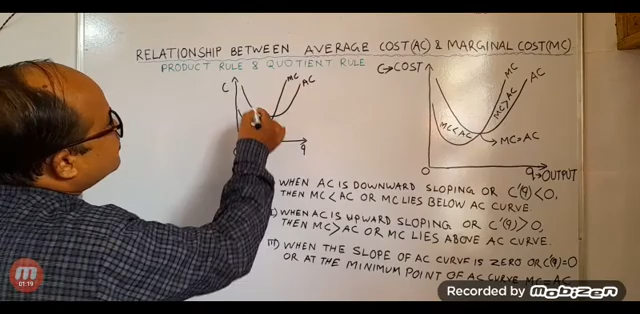 RELATIONSHIP BETWEEN AVERAGE COST(AC) & MARGINAL COST(MC)
PRODUCT RULE & QUOTIENT RULE
C
MC
AC
q
C→COST
MC
AC
MC<AC
MC>AC
→MC=AC
O
q→OUTPUT
WHEN AC IS DOWNWARD SLOPING OR C'(q)<0,
THEN MC<AC OR MC LIES BELOW AC CURVE
WHEN AC IS UPWARD SLOPING OR C'(q)>0,
THEN MC>AC OR MC LIES ABOVE AC CURVE.
III) WHEN THE SLOPE OF AC CURVE IS ZERO OR C'(q)=0
OR AT THE MINIMUM POINT OF AC CURVE MC=AC
M
01:19
Recorded by Mobizen